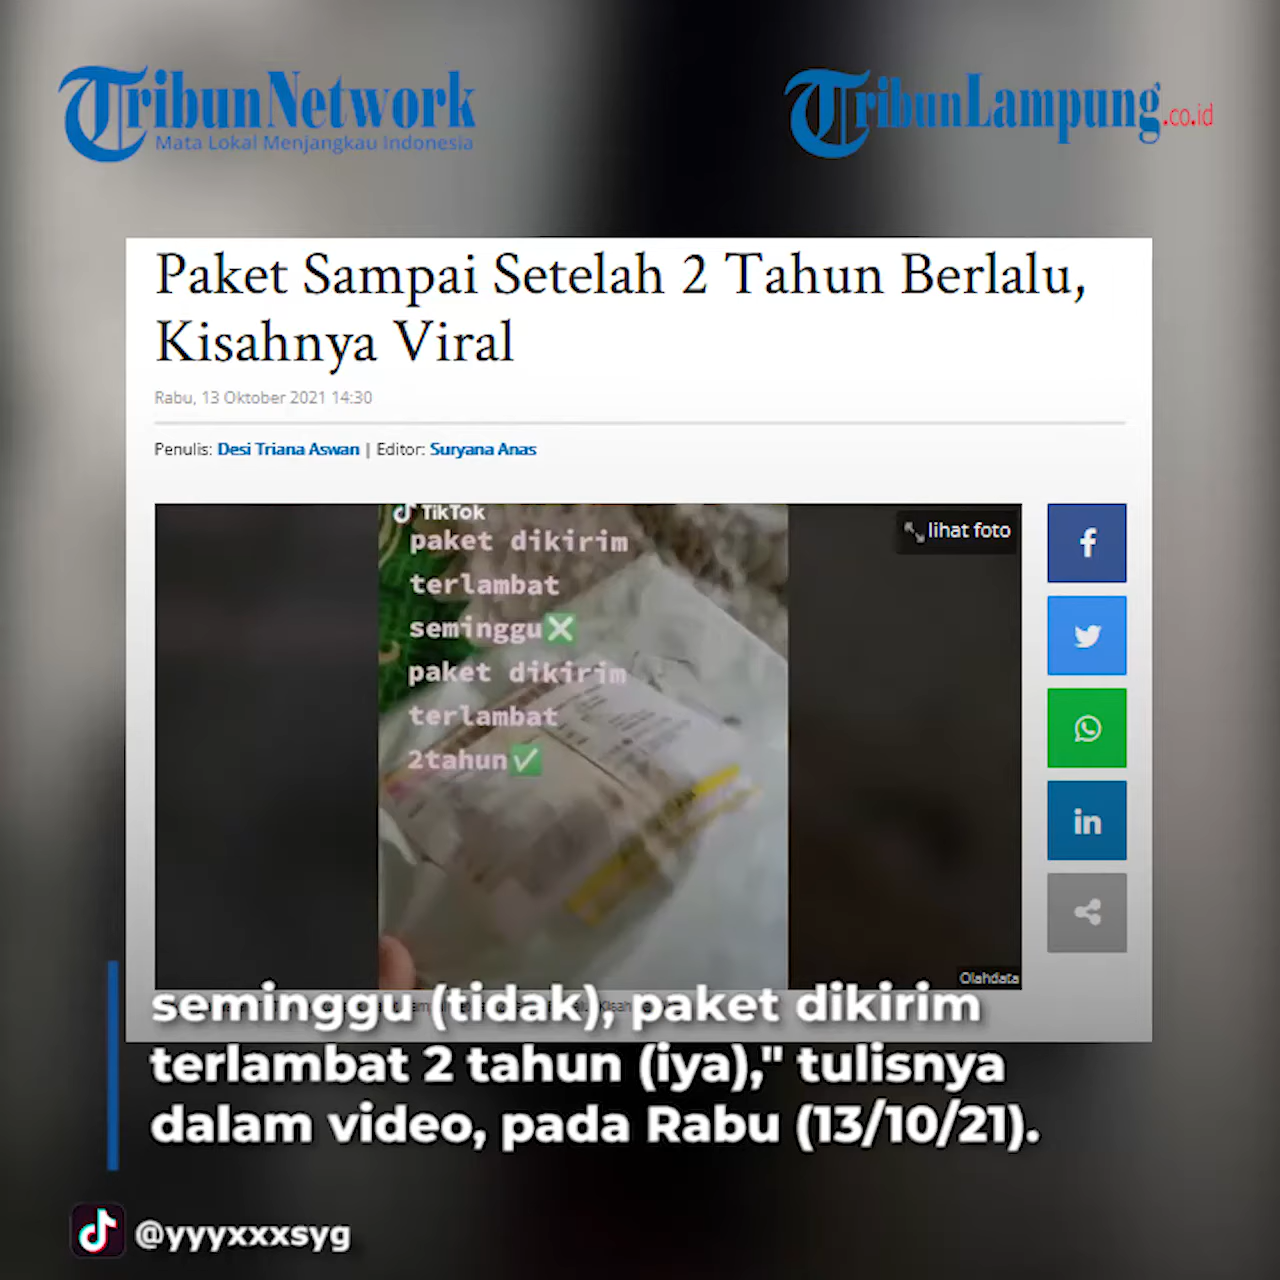 TribunNetwork
Mata Lokal Menjangkau Indonesia
TribunLampung.co.id
Paket Sampai Setelah 2 Tahun Berlalu,
Kisahnya Viral
Rabu, 13 Oktober 2021 14:30
Penulis: Desi Triana Aswan | Editor: Suryana Anas
TikTok
lihat foto
paket dikirim
terlambat
seminggu❎
paket dikirim
terlambat
2tahun✅
Olahdata
seminggu (tidak), paket dikirim
terlambat 2 tahun (iya)," tulisnya
dalam video, pada Rabu (13/10/21).
@yyyxxxsyg